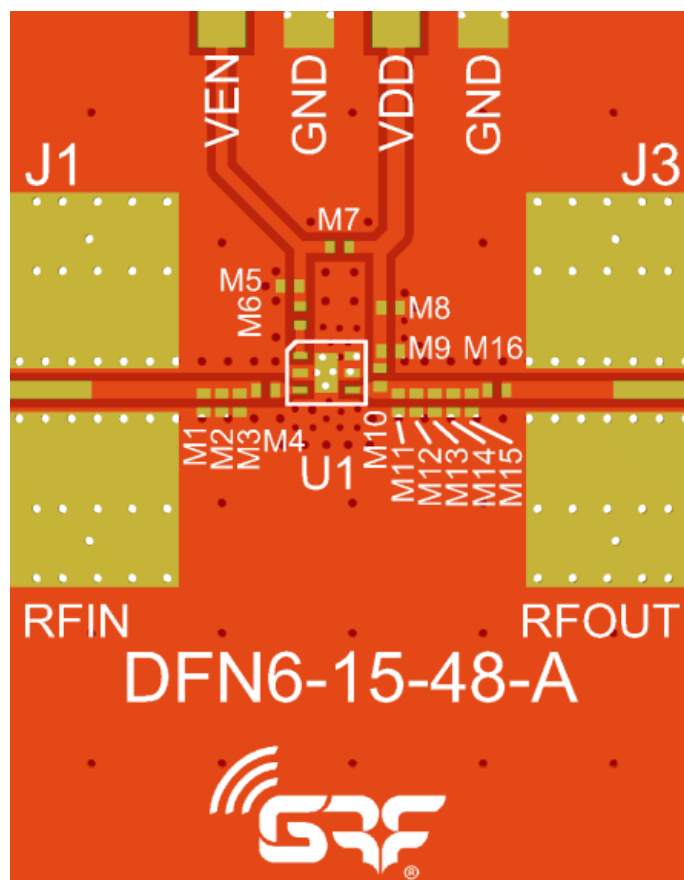 VEN
GND
VDD
GND
J1
J3
M7
M5
M6
M8
M9
M16
M1
M2
M3
M4
U1
M10
M11
M12
M13
M14
M15
RFIN
RFOUT
DFN6-15-48-A
GRF
®